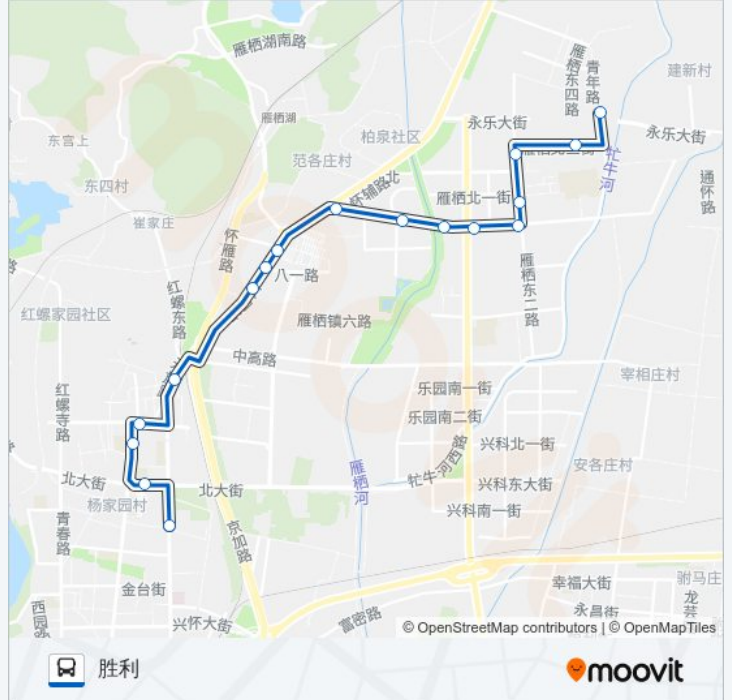 雁栖湖南路
雁栖东四路
青年路
建新村
雁栖湖
永乐大街
永乐大街
东宫上
柏泉社区
范各庄村
牤牛河
通怀路
东四村
怀辅路北
雁栖北一街
崔家庄
怀雁路
八一路
雁栖东二路
红螺东路
红螺家园社区
雁栖镇六路
中高路
宰相庄村
红螺寺路
乐园南一街
乐园南二街
兴科北一街
牤牛河西路
安各庄村
雁栖河
北大街
北大街
兴科东大街
杨家园村
兴科南一街
青春路
京加路
金台街
幸福大街
驸马庄
西园路
兴怀大街
富密路
永昌街
龙芸
© OpenStreetMap contributors | © OpenMapTiles
胜利
moovit